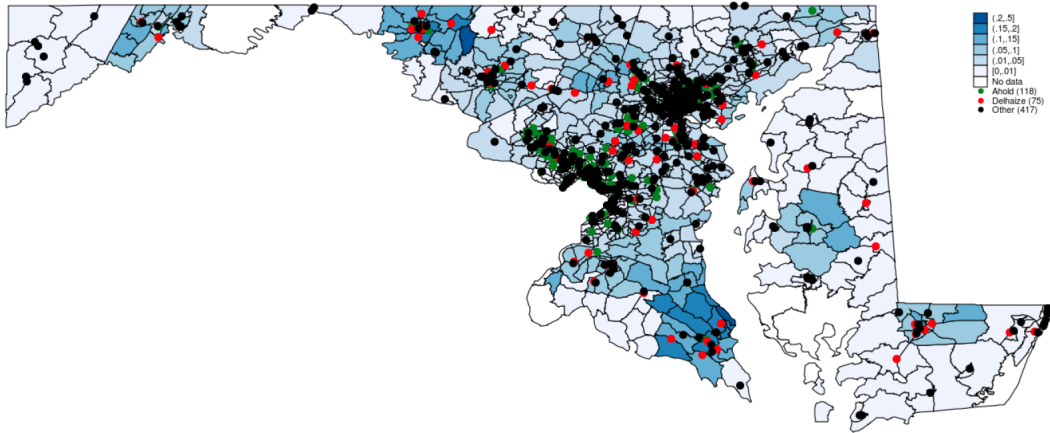 (.2,.5]
(.15,.2]
(.1,.15]
(.05,.1]
(.01,.05]
[0,.01]
No data
Ahold (118)
Delhaize (75)
Other (417)